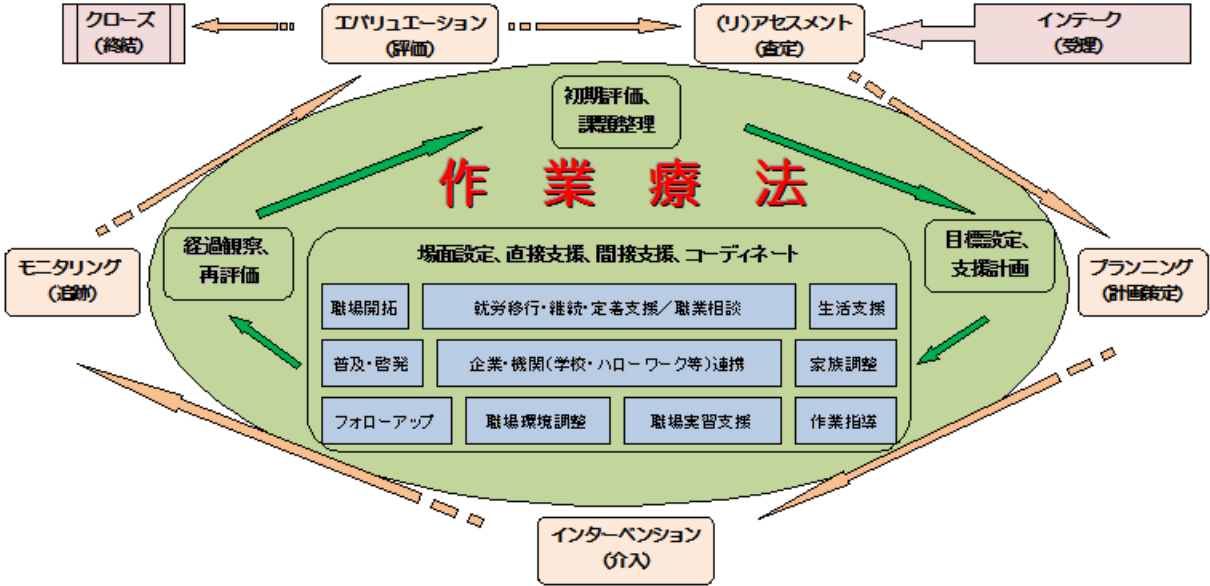 クローズ
(終結)
エバリュエーション
(評価)
(リ)アセスメント
(査定)
インテーク
(受理)
初期評価、
課題整理
作業療法
経過観察、
再評価
場面設定、直接支援、間接支援、コーディネート
目標設定、
支援計画
モニタリング
(追跡)
プランニング
(計画策定)
職場開拓
就労移行・継続・定着支援／職業相談
生活支援
普及・啓発
企業・機関(学校・ハローワーク等)連携
家族調整
フォローアップ
職場環境調整
職場実習支援
作業指導
インターベンション
(介入)